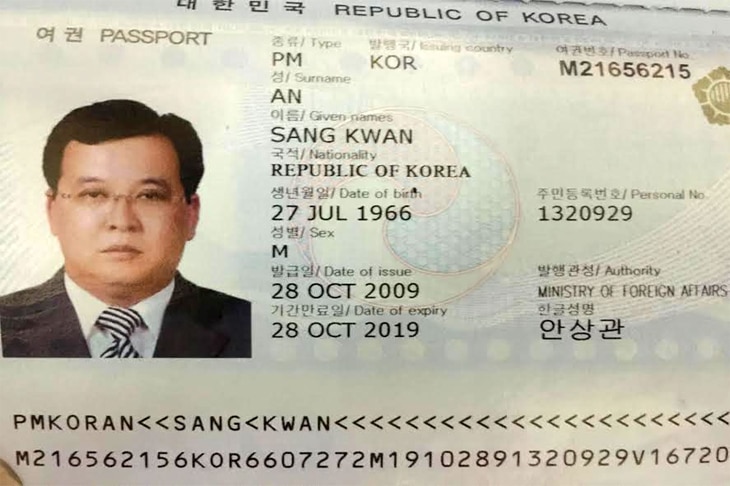 대한민국 REPUBLIC OF KOREA
여권 PASSPORT
종류/ Type 발행국/ Issuing country 여권번호/ Passport No.
PM KOR M21656215
성/ Surname
AN
이름/ Given names
SANG KWAN
국적/ Nationality
REPUBLIC OF KOREA
생년월일/ Date of birth 주민등록번호/ Personal No.
27 JUL 1966 1320929
성별/ Sex
M
발급일/ Date of issue 발행관청/ Authority
28 OCT 2009 MINISTRY OF FOREIGN AFFAIRS
기간만료일/ Date of expiry 한글성명
28 OCT 2019 안상관
PMKORAN<<SANG<KWAN<<<<<<<<<<<<<<<<<<<<<<<
M216562156KOR6607272M19102891320929V16720